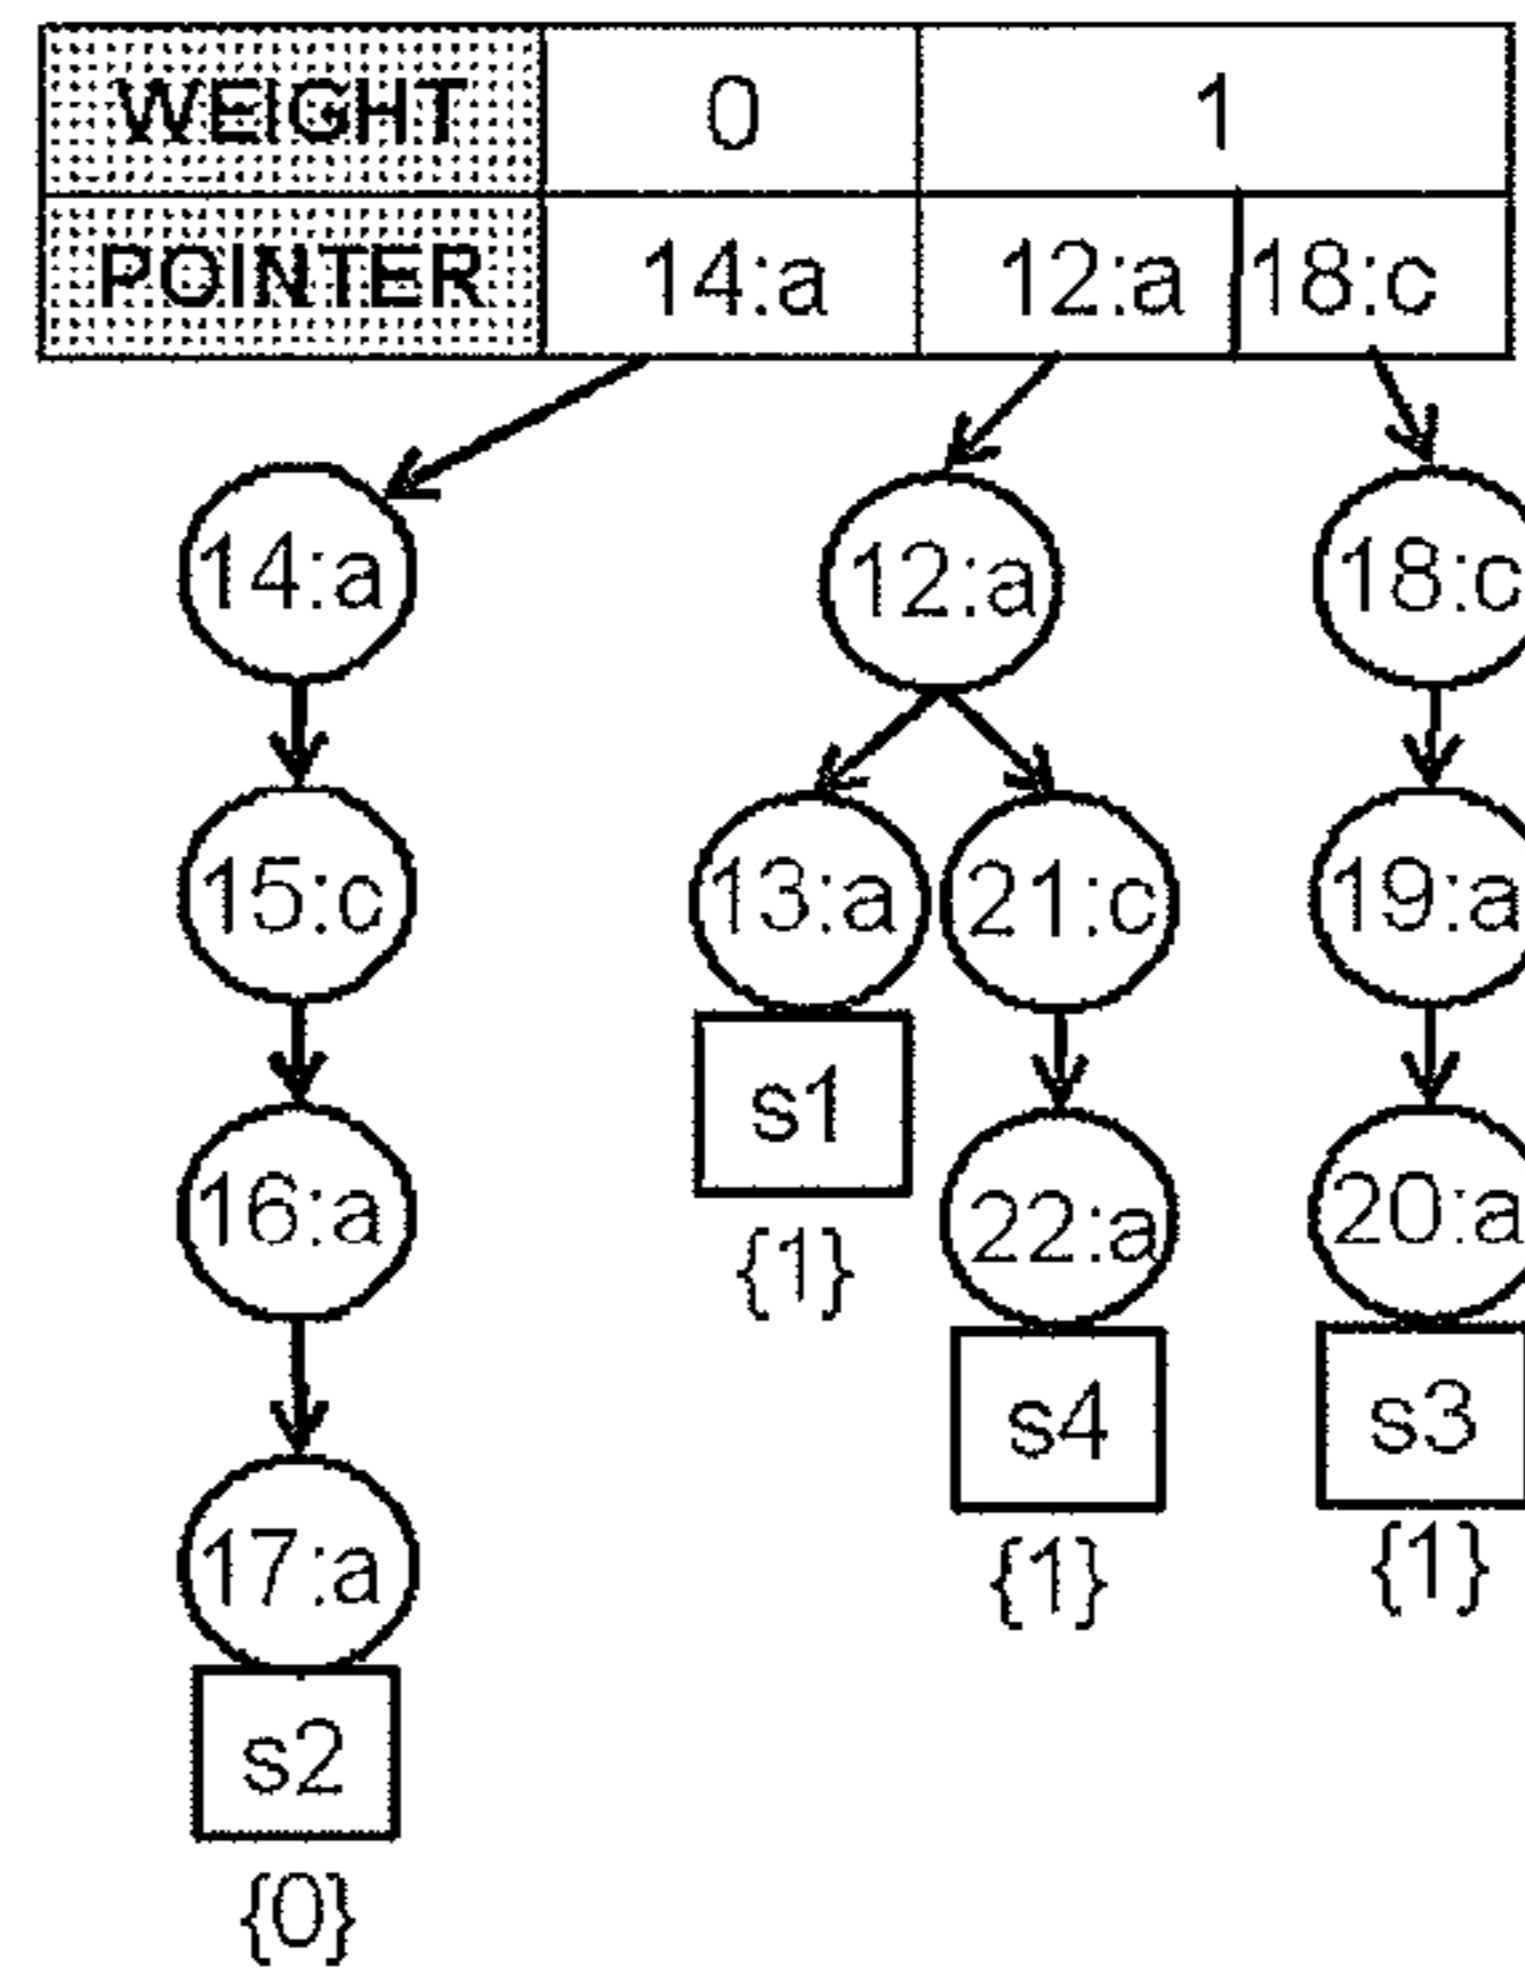 WEIGHT 0 1
POINTER 14:a 12:a 18:c
14:a 12:a 18:c
15:c 13:a 21:c 19:a
s1
16:a 22:a 20:a
{1}
s4 s3
17:a {1} {1}
s2
{0}